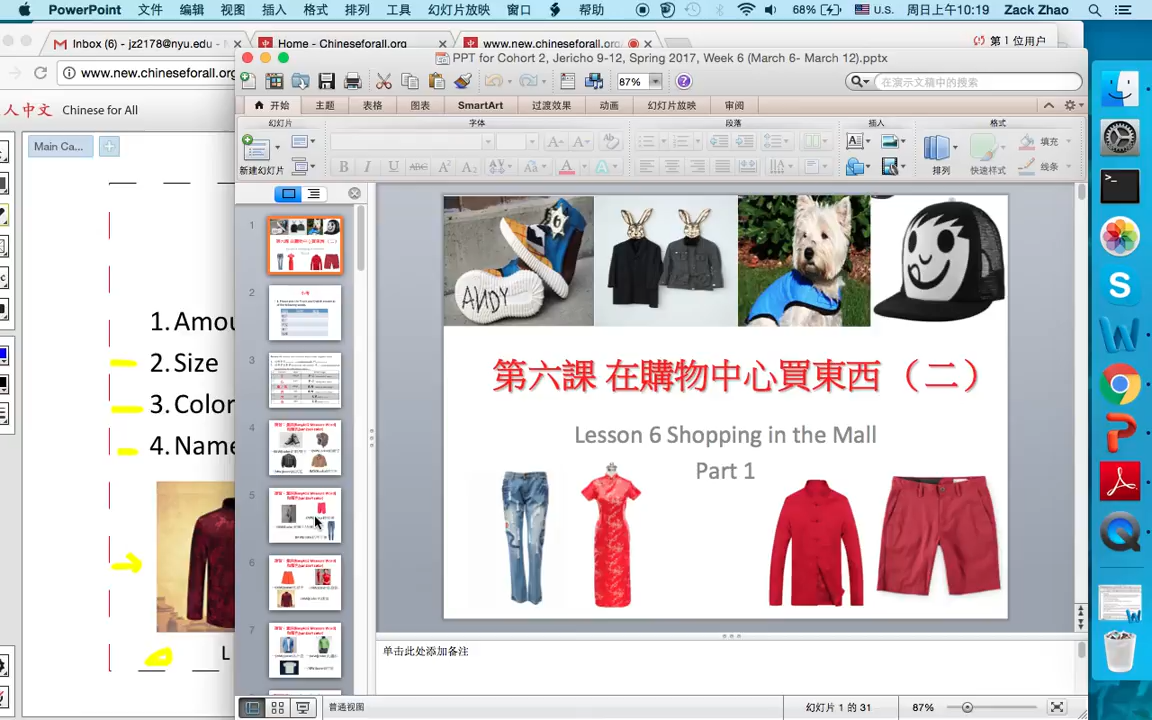 PowerPoint 文件 编辑 视图 插入 格式 排列 工具 幻灯片放映 窗口 帮助 68% U.S. 周日上午10:19 Zack Zhao
Inbox (6) - jz2178@nyu.edu - Home - Chineseforall.org www.new.chineseforall.org 第 1 位用户
PPT for Cohort 2, Jericho 9-12, Spring 2017, Week 6 (March 6- March 12).pptx
www.new.chineseforall.org
87% 在演示文稿中的搜索
人中文 Chinese for All
开始 主题 表格 图表 SmartArt 过渡效果 动画 幻灯片放映 审阅
幻灯片 字体 段落 插入 格式
Main Ca...
新建幻灯片 排列 快速样式 填充 线条
1. Amou
2. Size
3. Color
4. Name
L
1
2
3
4
5
6
7
6
ANDY
第六課 在購物中心買東西（二）
Lesson 6 Shopping in the Mall
Part 1
单击此处添加备注
普通视图 幻灯片 1 的 31 87%